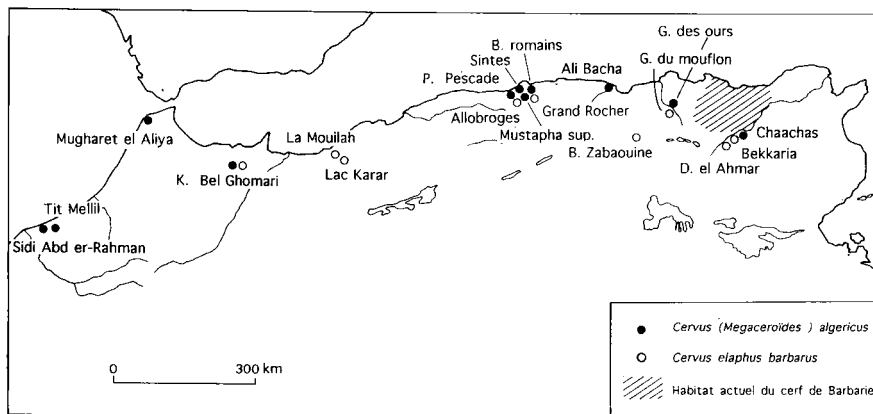 G. des ours
B. romains
G. du mouflon
Sintes
Ali Bacha
P. Pescade
Allobroges
Grand Rocher
Mugharet el Aliya
La Mouilah
Mustapha sup.
Chaachas
B. Zabaouine
Bekkaria
K. Bel Ghomari
Lac Karar
D. el Ahmar
Tit Mellil
Sidi Abd er-Rahman
Cervus (Megaceroïdes ) algericus
Cervus elaphus barbarus
Habitat actuel du cerf de Barbarie
0 300 km